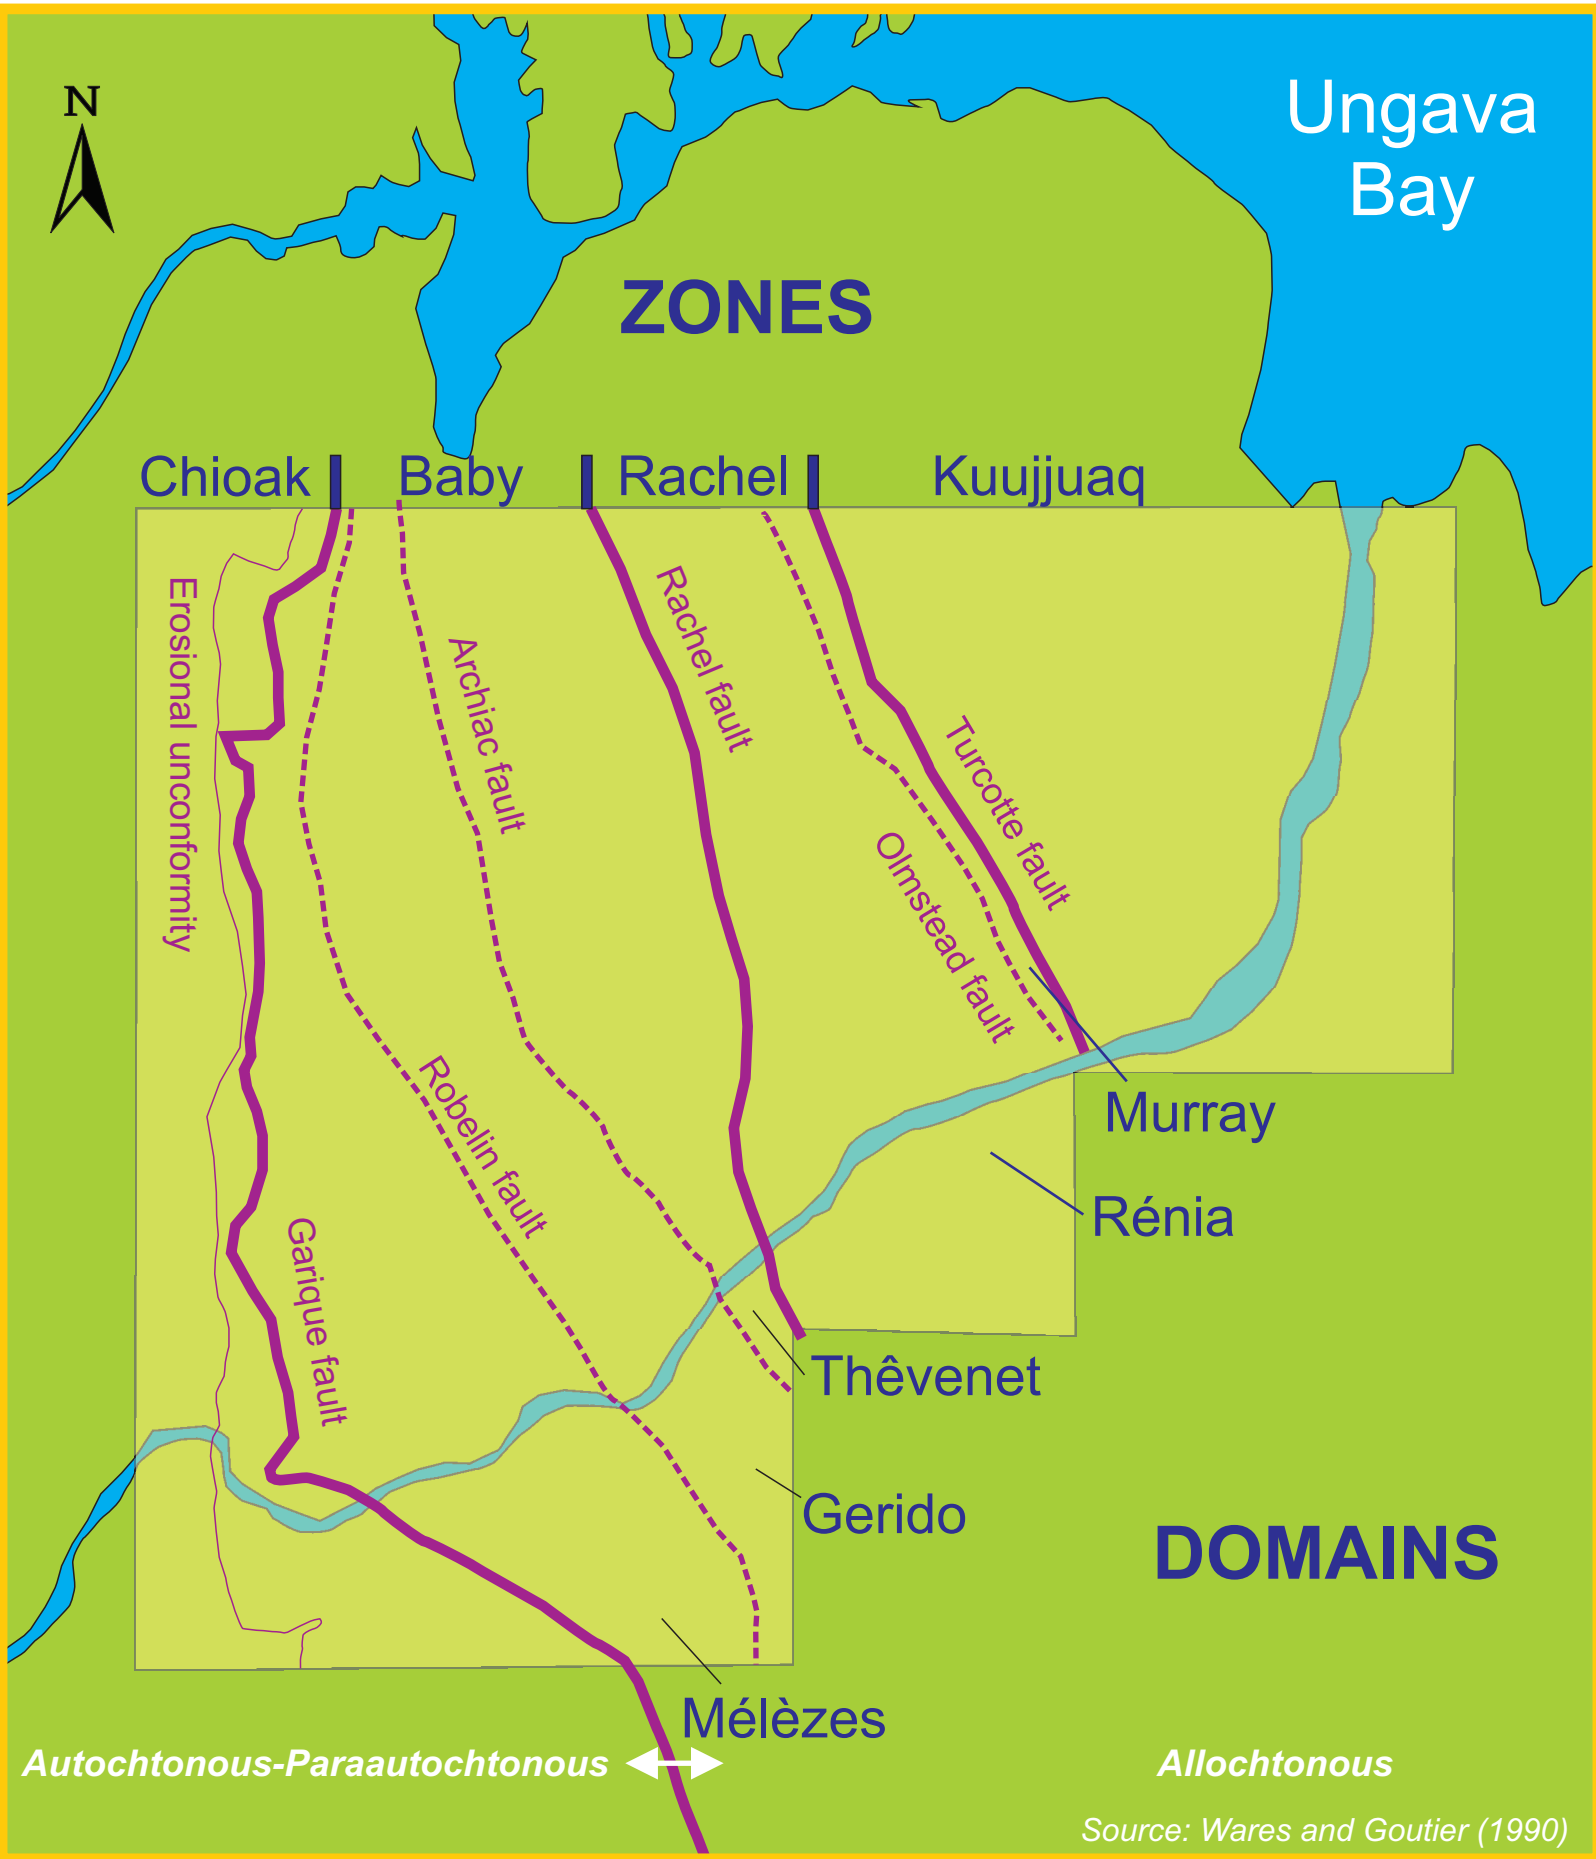 N
Ungava
Bay
ZONES
Chioak
Baby
Rachel
Kuujjuaq
Erosional unconformity
Archiac fault
Rachel fault
Turcotte fault
Olmstead fault
Robelin fault
Garique fault
Murray
Rénia
Thêvenet
Gerido
DOMAINS
Mélèzes
Autochtonous-Paraautochtonous
Allochtonous
Source: Wares and Goutier (1990)